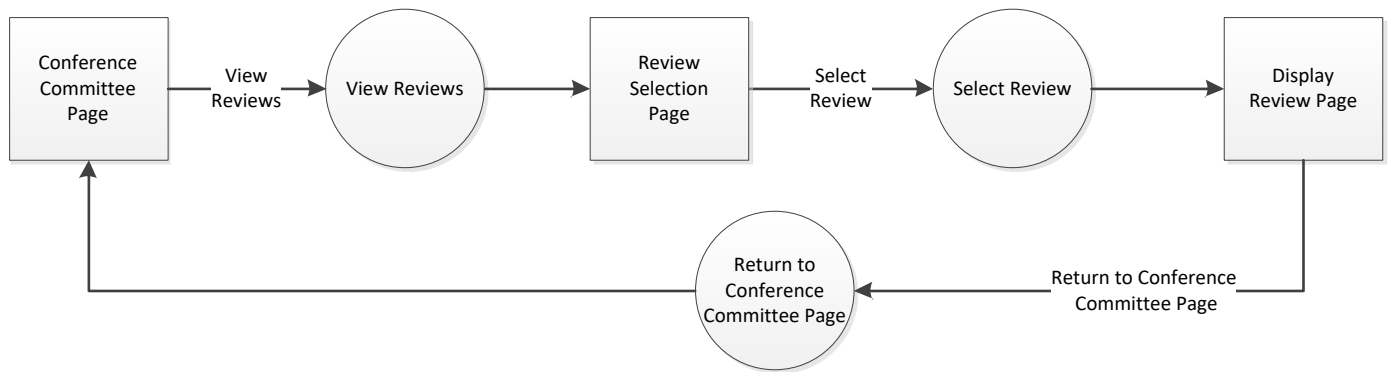 Conference
Committee
Page
View
Reviews
View Reviews
Review
Selection
Page
Select
Review
Select Review
Display
Review Page
Return to
Conference
Committee Page
Return to Conference
Committee Page